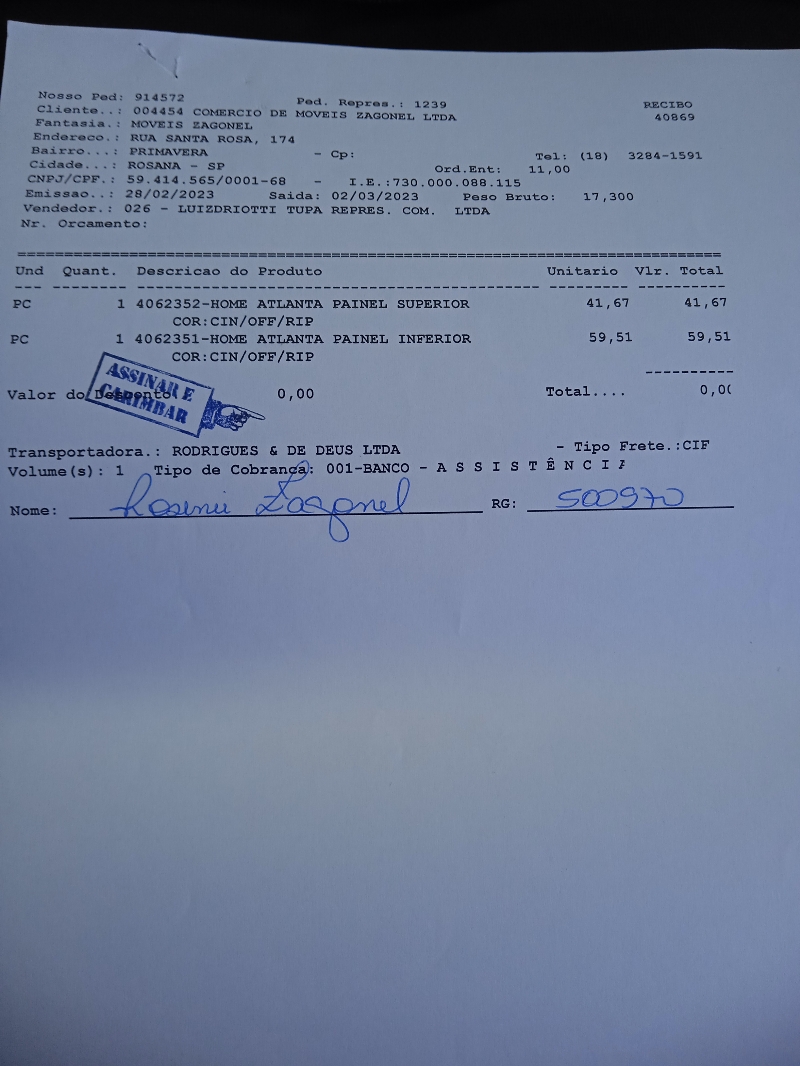 Nosso Ped: 914572 Ped. Repres.: 1239 RECIBO
Cliente..: 004454 COMERCIO DE MOVEIS ZAGONEL LTDA 40869
Fantasia.: MOVEIS ZAGONEL
Endereco.: RUA SANTA ROSA, 174
Bairro...: PRIMAVERA - Cp: Tel: (18) 3284-1591
Cidade...: ROSANA - SP Ord.Ent: 11,00
CNPJ/CPF.: 59.414.565/0001-68 - I.E.:730.000.088.115
Emissao..: 28/02/2023 Saida: 02/03/2023 Peso Bruto: 17,300
Vendedor.: 026 - LUIZDRIOTTI TUPA REPRES. COM. LTDA
Nr. Orcamento:
Und Quant. Descricao do Produto Unitario Vlr. Total
PC 1 4062352-HOME ATLANTA PAINEL SUPERIOR 41,67 41,67
COR:CIN/OFF/RIP
PC 1 4062351-HOME ATLANTA PAINEL INFERIOR 59,51 59,51
COR:CIN/OFF/RIP
ASSINAR E
CARIMBAR
Valor do 0,00 Total.... 0,0
Transportadora.: RODRIGUES & DE DEUS LTDA - Tipo Frete.:CIF
Volume(s): 1 Tipo de Cobranca: 001-BANCO - A S S I S T Ê N C I
Nome: Zagonel RG: 500970